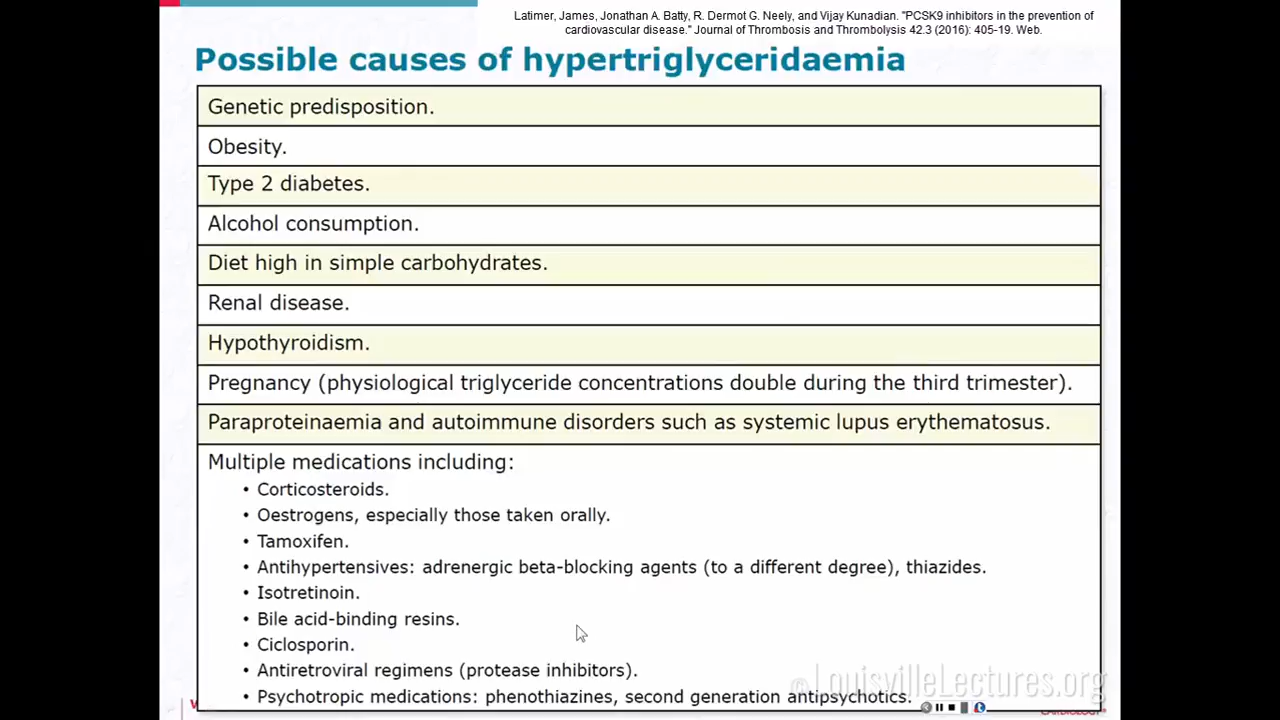 Latimer, James, Jonathan A. Batty, R. Dermot G. Neely, and Vijay Kunadian. "PCSK9 inhibitors in the prevention of
cardiovascular disease." Journal of Thrombosis and Thrombolysis 42.3 (2016): 405-19. Web.
Possible causes of hypertriglyceridaemia
Genetic predisposition.
Obesity.
Type 2 diabetes.
Alcohol consumption.
Diet high in simple carbohydrates.
Renal disease.
Hypothyroidism.
Pregnancy (physiological triglyceride concentrations double during the third trimester).
Paraproteinaemia and autoimmune disorders such as systemic lupus erythematosus.
Multiple medications including:
• Corticosteroids.
• Oestrogens, especially those taken orally.
• Tamoxifen.
• Antihypertensives: adrenergic beta-blocking agents (to a different degree), thiazides.
• Isotretinoin.
• Bile acid-binding resins.
• Ciclosporin.
• Antiretroviral regimens (protease inhibitors).
• Psychotropic medications: phenothiazines, second generation antipsychotics.
LouisvilleLectures.org